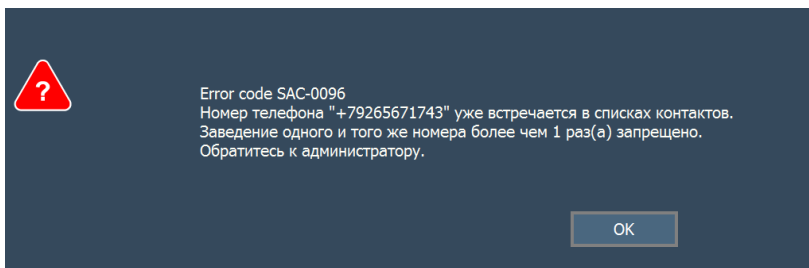 ?
Error code SAC-0096
Номер телефона "+79265671743" уже встречается в списках контактов.
Заведение одного и того же номера более чем 1 раз(а) запрещено.
Обратитесь к администратору.
OK